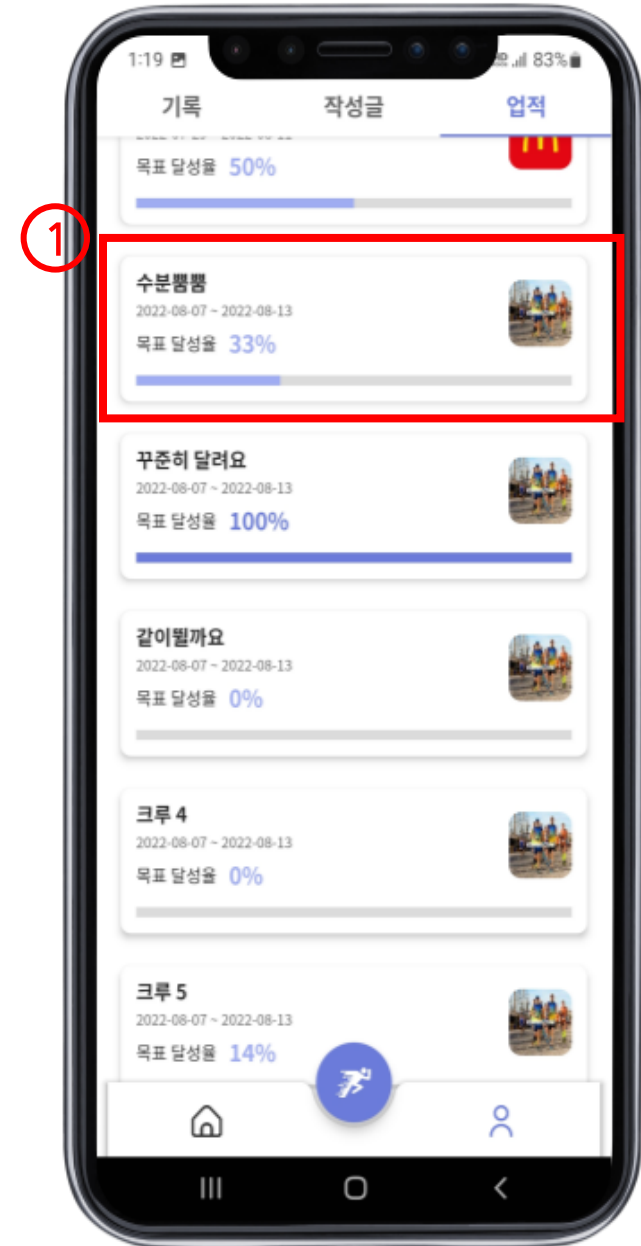 1:19
83%
기록 작성글 업적
목표 달성율 50%
1
수분뿜뿜
2022-08-07 ~ 2022-08-13
목표 달성율 33%
꾸준히 달려요
2022-08-07 ~ 2022-08-13
목표 달성율 100%
같이뛸까요
2022-08-07 ~ 2022-08-13
목표 달성율 0%
크루 4
2022-08-07 ~ 2022-08-13
목표 달성율 0%
크루 5
2022-08-07 ~ 2022-08-13
목표 달성율 14%